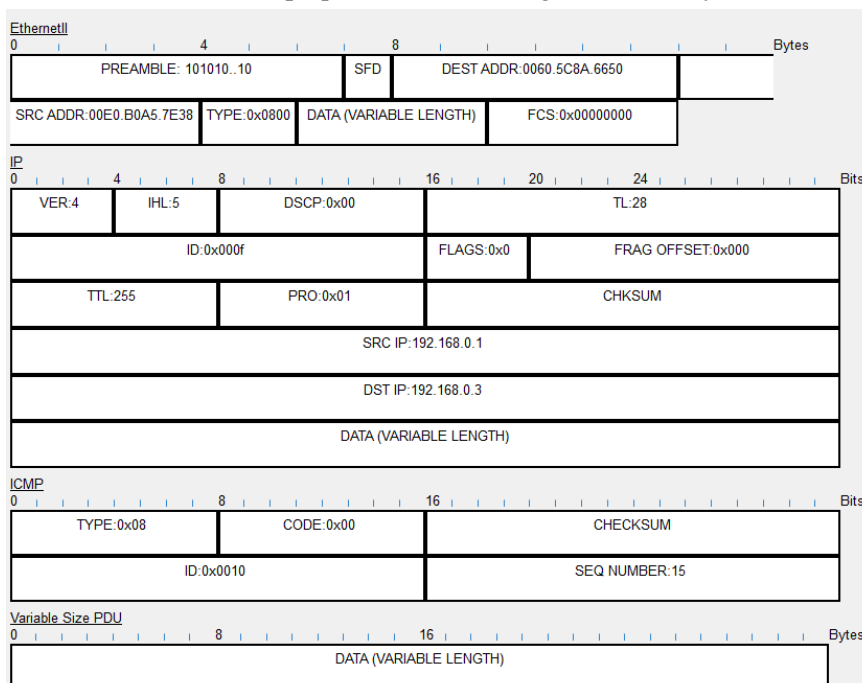 EthernetII
0 4 8 Bytes
PREAMBLE: 101010..10 SFD DEST ADDR:0060.5C8A.6650
SRC ADDR:00E0.B0A5.7E38 TYPE:0x0800 DATA (VARIABLE LENGTH) FCS:0x00000000
IP
0 4 8 16 20 24 Bits
VER:4 IHL:5 DSCP:0x00 TL:28
ID:0x000f FLAGS:0x0 FRAG OFFSET:0x000
TTL:255 PRO:0x01 CHKSUM
SRC IP:192.168.0.1
DST IP:192.168.0.3
DATA (VARIABLE LENGTH)
ICMP
0 8 16 Bits
TYPE:0x08 CODE:0x00 CHECKSUM
ID:0x0010 SEQ NUMBER:15
Variable Size PDU
0 8 16 Bytes
DATA (VARIABLE LENGTH)